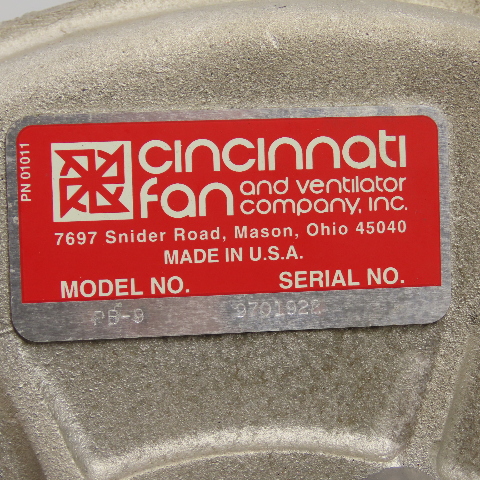 PN 01011
cincinnati
fan and ventilator
company, inc.
7697 Snider Road, Mason, Ohio 45040
MADE IN U.S.A.
MODEL NO. SERIAL NO.
PB-9